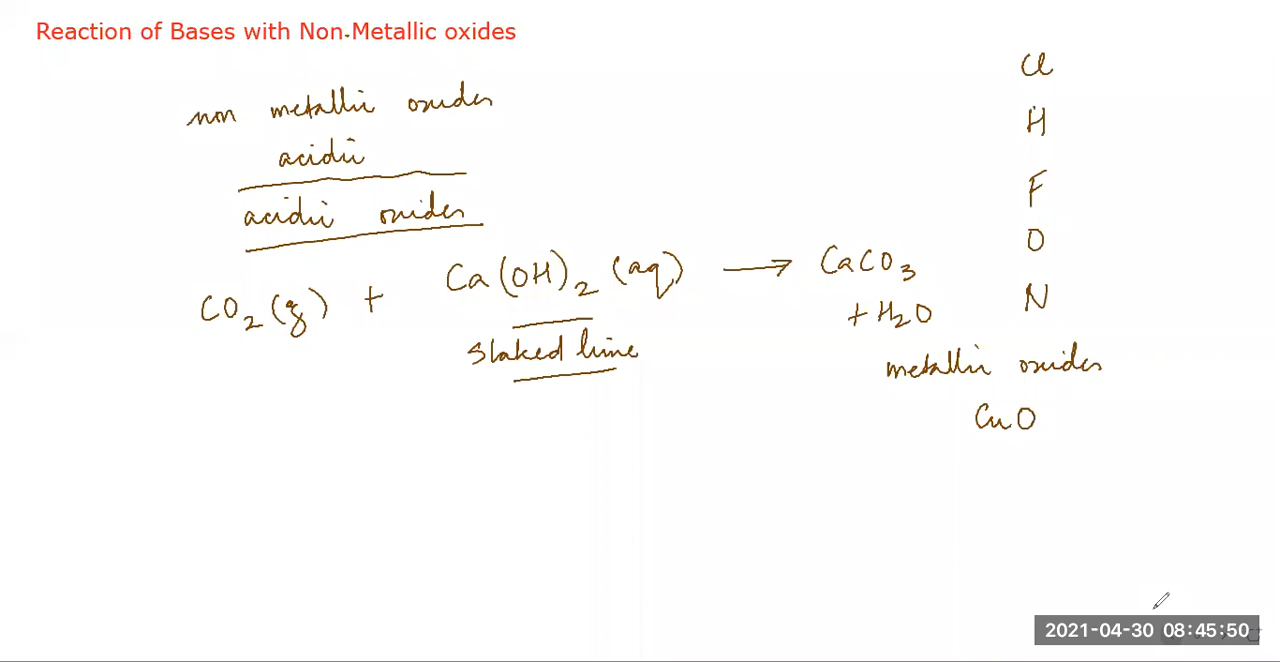 Reaction of Bases with Non-Metallic oxides
non metallic oxides
acidic
acidic oxides
CO₂(g) + Ca(OH)₂(aq) → CaCO₃
+ H₂O
slaked lime
Cl
H
F
O
N
metallic oxides
CuO
2021-04-30 08:45:50